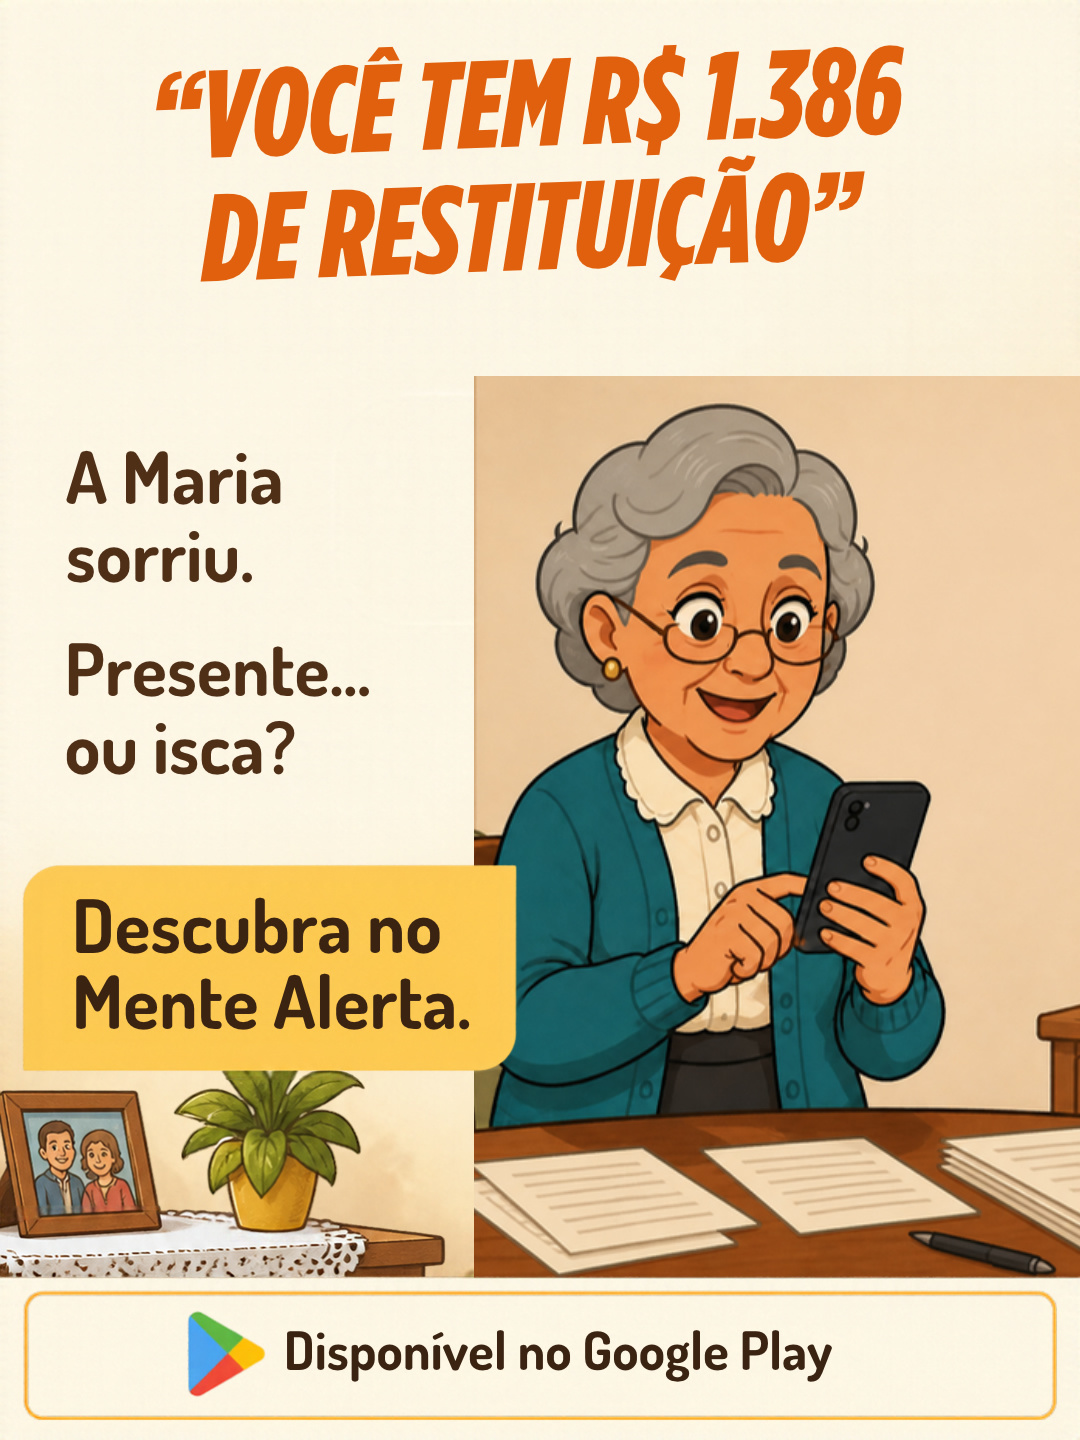 “VOCÊ TEM R$ 1.386
DE RESTITUIÇÃO”
A Maria
sorriu.
Presente...
ou isca?
Descubra no
Mente Alerta.
Disponível no Google Play